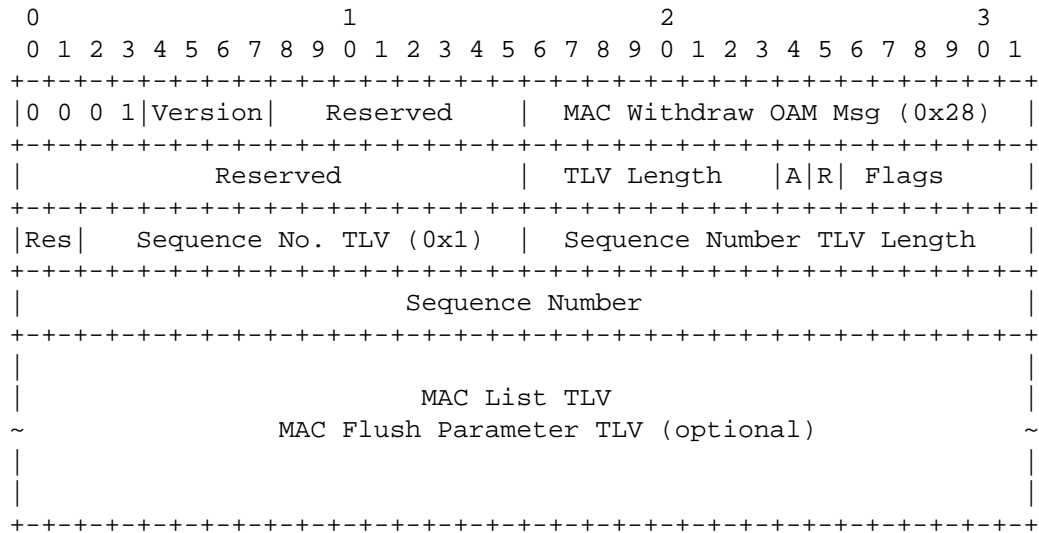 0                   1                   2                   3
 0 1 2 3 4 5 6 7 8 9 0 1 2 3 4 5 6 7 8 9 0 1 2 3 4 5 6 7 8 9 0 1
+-+-+-+-+-+-+-+-+-+-+-+-+-+-+-+-+-+-+-+-+-+-+-+-+-+-+-+-+-+-+-+-+
|0 0 0 1|Version|   Reserved    |  MAC Withdraw OAM Msg (0x28)  |
+-+-+-+-+-+-+-+-+-+-+-+-+-+-+-+-+-+-+-+-+-+-+-+-+-+-+-+-+-+-+-+-+
|            Reserved           |  TLV Length   |A|R| Flags     |
+-+-+-+-+-+-+-+-+-+-+-+-+-+-+-+-+-+-+-+-+-+-+-+-+-+-+-+-+-+-+-+-+
|Res|   Sequence No. TLV (0x1)  |  Sequence Number TLV Length   |
+-+-+-+-+-+-+-+-+-+-+-+-+-+-+-+-+-+-+-+-+-+-+-+-+-+-+-+-+-+-+-+-+
|                        Sequence Number                        |
+-+-+-+-+-+-+-+-+-+-+-+-+-+-+-+-+-+-+-+-+-+-+-+-+-+-+-+-+-+-+-+-+
|                                                               |
|                         MAC List TLV                          |
~                MAC Flush Parameter TLV (optional)             ~
|                                                               |
|                                                               |
+-+-+-+-+-+-+-+-+-+-+-+-+-+-+-+-+-+-+-+-+-+-+-+-+-+-+-+-+-+-+-+-+